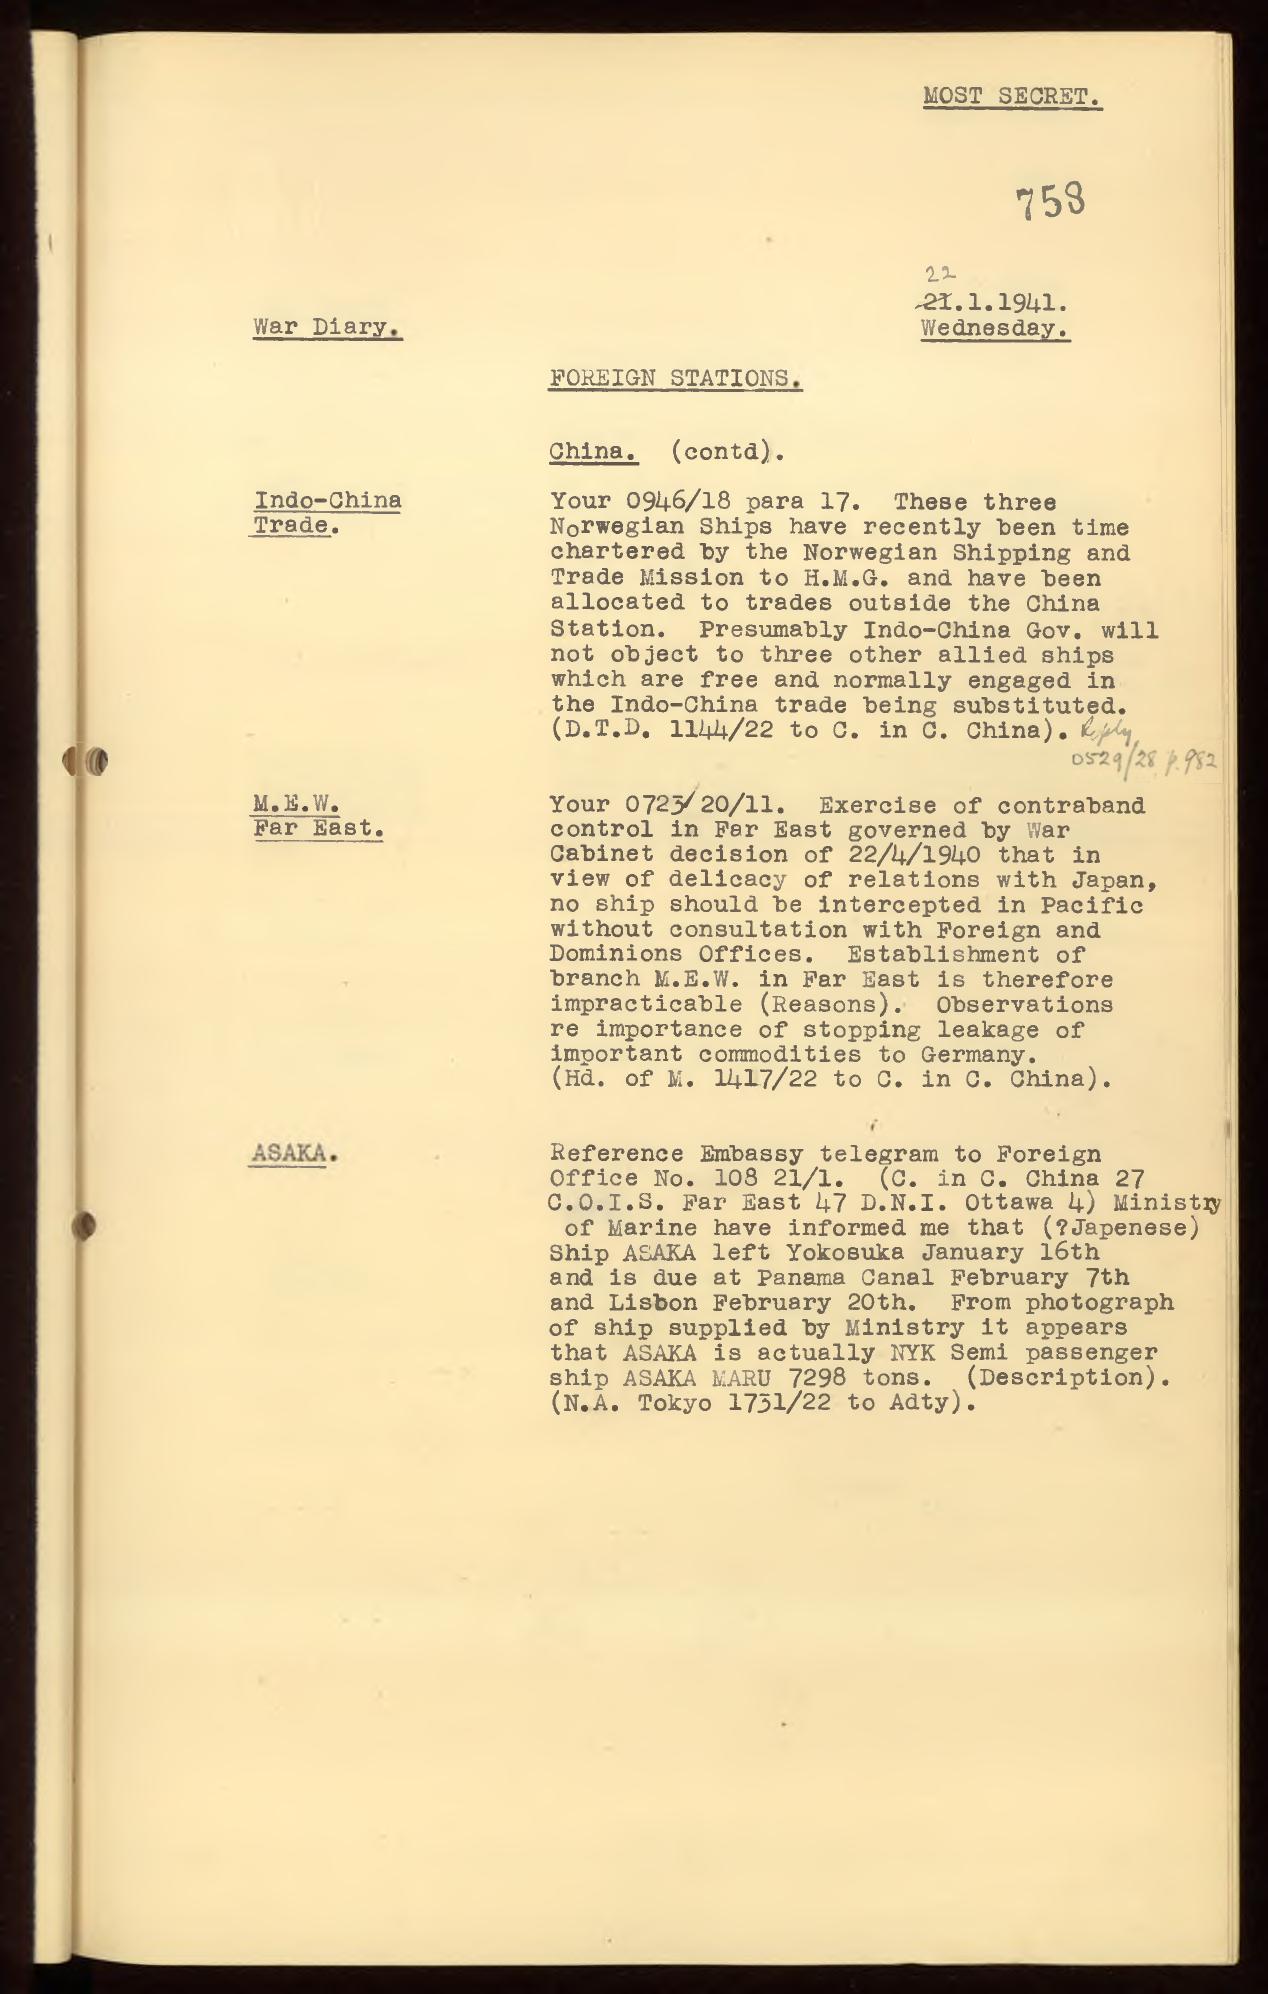 MOST SECRET.
758
22
21.1.1941.
War Diary.
Wednesday.
FOREIGN STATIONS.
China. (contd).
Indo-China
Trade.
Your 0946/18 para 17. These three
Norwegian Ships have recently been time
chartered by the Norwegian Shipping and
Trade Mission to H.M.G. and have been
allocated to trades outside the China
Station. Presumably Indo-China Gov. will
not object to three other allied ships
which are free and normally engaged in
the Indo-China trade being substituted.
(D.T.D. 1144/22 to C. in C. China). Reply
0529/28 p.982
M.E.W.
Far East.
Your 0723/20/11. Exercise of contraband
control in Far East governed by War
Cabinet decision of 22/4/1940 that in
view of delicacy of relations with Japan,
no ship should be intercepted in Pacific
without consultation with Foreign and
Dominions Offices. Establishment of
branch M.E.W. in Far East is therefore
impracticable (Reasons). Observations
re importance of stopping leakage of
important commodities to Germany.
(Hd. of M. 1417/22 to C. in C. China).
ASAKA.
Reference Embassy telegram to Foreign
Office No. 108 21/1. (C. in C. China 27
C.O.I.S. Far East 47 D.N.I. Ottawa 4) Ministry
of Marine have informed me that (?Japenese)
Ship ASAKA left Yokosuka January 16th
and is due at Panama Canal February 7th
and Lisbon February 20th. From photograph
of ship supplied by Ministry it appears
that ASAKA is actually NYK Semi passenger
ship ASAKA MARU 7298 tons. (Description).
(N.A. Tokyo 1731/22 to Adty).